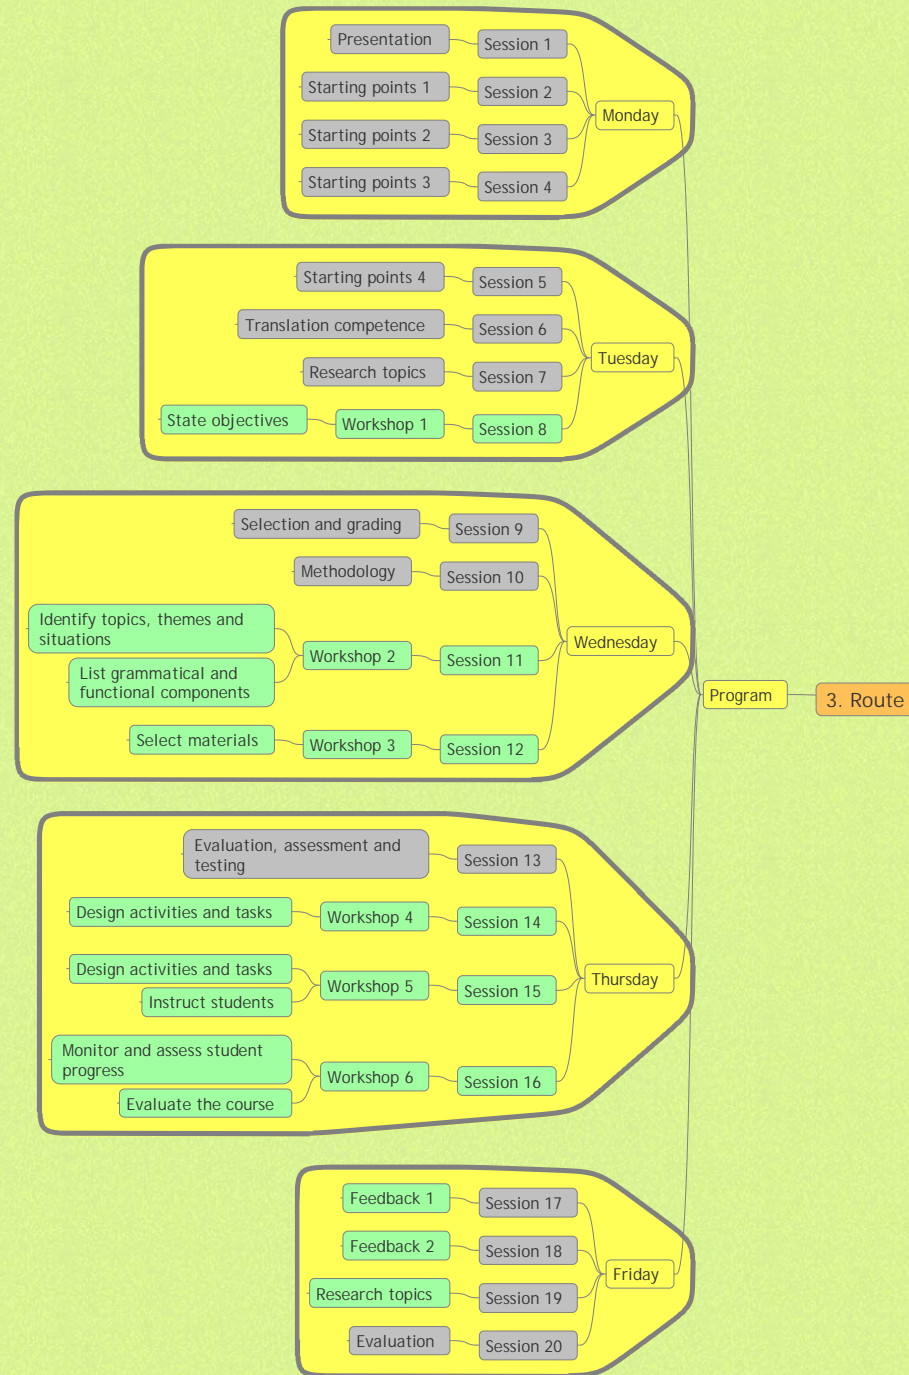 Presentation
Session 1
Starting points 1
Session 2
Monday
Starting points 2
Session 3
Starting points 3
Session 4
Starting points 4
Session 5
Translation competence
Session 6
Tuesday
Research topics
Session 7
State objectives
Workshop 1
Session 8
Selection and grading
Session 9
Methodology
Session 10
Identify topics, themes and
situations
Workshop 2
Session 11
Wednesday
List grammatical and
functional components
Select materials
Workshop 3
Session 12
Program
3. Route
Evaluation, assessment and
testing
Session 13
Design activities and tasks
Workshop 4
Session 14
Design activities and tasks
Workshop 5
Session 15
Thursday
Instruct students
Monitor and assess student
progress
Workshop 6
Session 16
Evaluate the course
Feedback 1
Session 17
Feedback 2
Session 18
Friday
Research topics
Session 19
Evaluation
Session 20